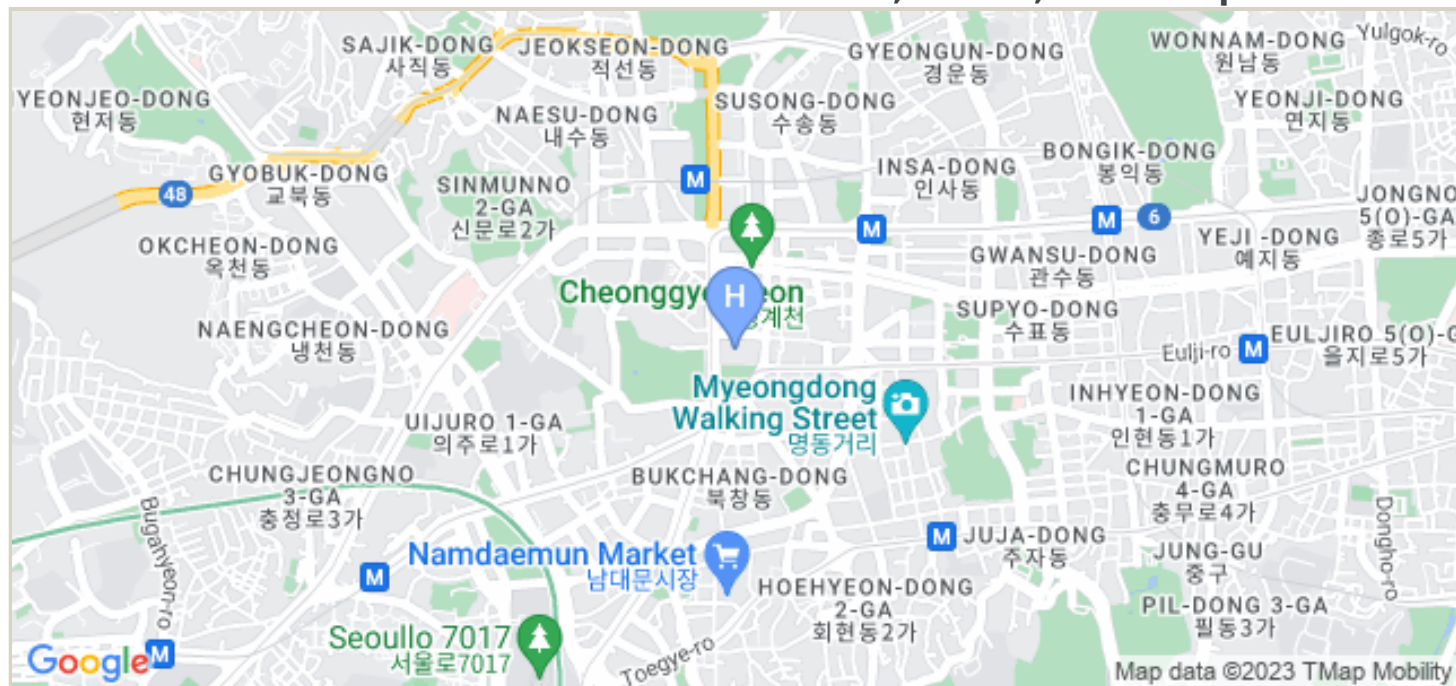 SAJIK-DONG
사직동
JEOKSEON-DONG
적선동
GYEONGUN-DONG
경운동
WONNAM-DONG
원남동
Yulgok-ro
YEONJEO-DONG
현저동
NAESU-DONG
내수동
SUSONG-DONG
수송동
YEONJI-DONG
연지동
GYOBUK-DONG
교북동
48
SINMUNNO
2-GA
신문로2가
M
INSA-DONG
인사동
BONGIK-DONG
봉익동
M
M
6
JONGNO
5(O)-GA
종로5가
OKCHEON-DONG
옥천동
GWANSU-DONG
관수동
YEJI -DONG
예지동
Cheonggy
eon
계천
H
NAENGCHEON-DONG
냉천동
SUPYO-DONG
수표동
Eulji-ro
M
EULJIRO 5(O)-G
을지로5가
Myeongdong
Walking Street
명동거리
INHYEON-DONG
1-GA
인현동1가
UIJURO 1-GA
의주로1가
CHUNGJEONGNO
3-GA
충정로3가
BUKCHANG-DONG
북창동
CHUNGMURO
4-GA
충무로4가
Bugahyeon-ro
Dongho-ro
M
JUJA-DONG
주자동
JUNG-GU
중구
Namdaemun Market
남대문시장
M
HOEHYEON-DONG
2-GA
회현동2가
PIL-DONG 3-GA
필동3가
Seoullo 7017
서울로7017
Toegye-ro
Google
M
Map data ©2023 TMap Mobility